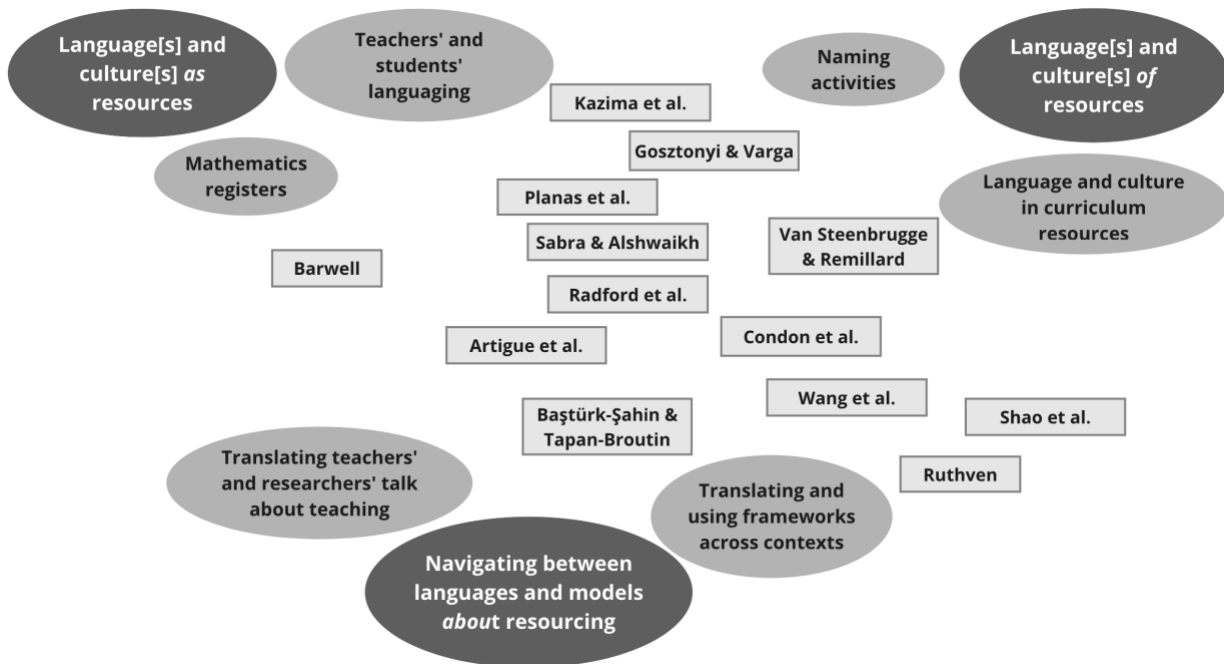 Language[s] and
culture[s] as
resources
Teachers' and
students'
languaging
Naming
activities
Language[s] and
culture[s] of
resources
Kazima et al.
Gosztonyi & Varga
Mathematics
registers
Planas et al.
Language and culture
in curriculum
resources
Sabra & Alshwaikh
Van Steenbrugge
& Remillard
Barwell
Radford et al.
Artigue et al.
Condon et al.
Wang et al.
Shao et al.
Baştürk-Şahin &
Tapan-Broutin
Translating teachers'
and researchers' talk
about teaching
Ruthven
Translating and
using frameworks
across contexts
Navigating between
languages and models
about resourcing